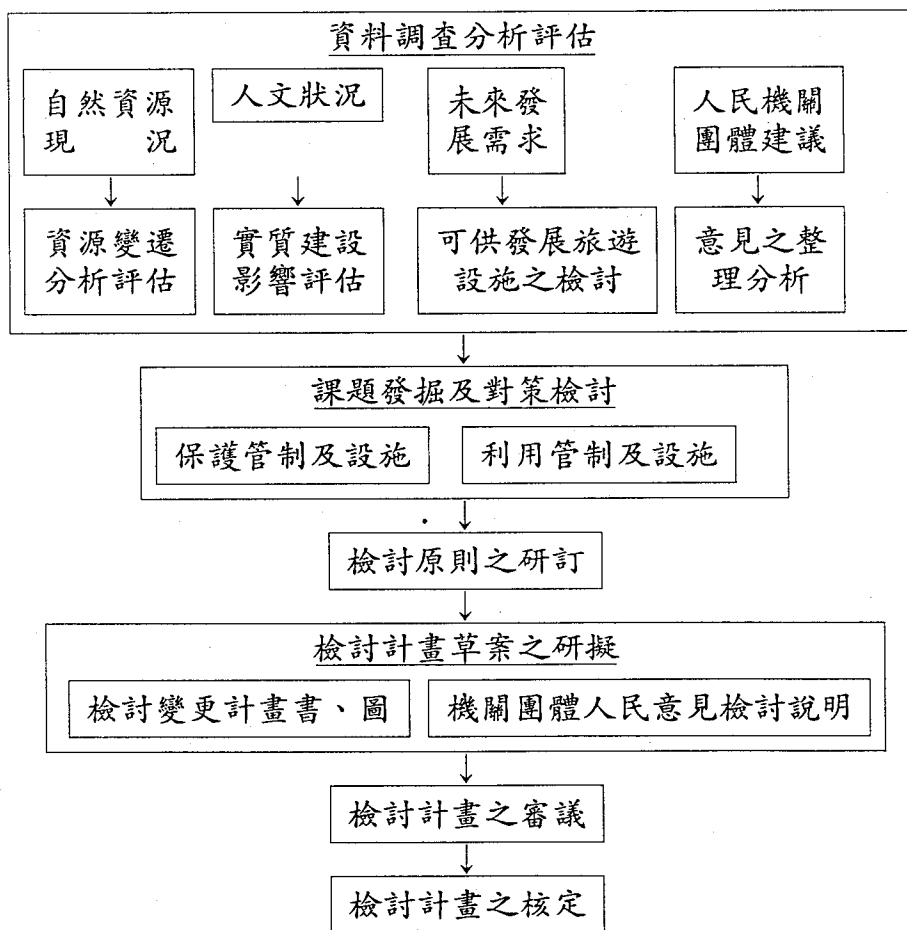 資料調查分析評估
自然資源
現況
人文狀況
未來發
展需求
人民機關
團體建議
資源變遷
分析評估
實質建設
影響評估
可供發展旅遊
設施之檢討
意見之整
理分析
課題發掘及對策檢討
保護管制及設施
利用管制及設施
檢討原則之研訂
檢討計畫草案之研擬
檢討變更計畫書、圖
機關團體人民意見檢討說明
檢討計畫之審議
檢討計畫之核定